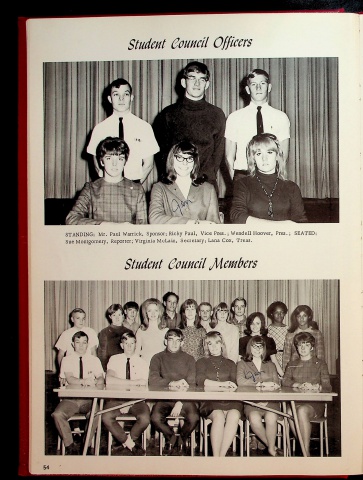 Student Council Officers
STANDING: Mr. Paul Warrick, Sponsor; Ricky Paul, Vice Pres.; Wendell Hoover, Pres.; SEATED:
Sue Montgomery, Reporter; Virginia McLain, Secretary; Lana Cox, Treas.
Student Council Members
64